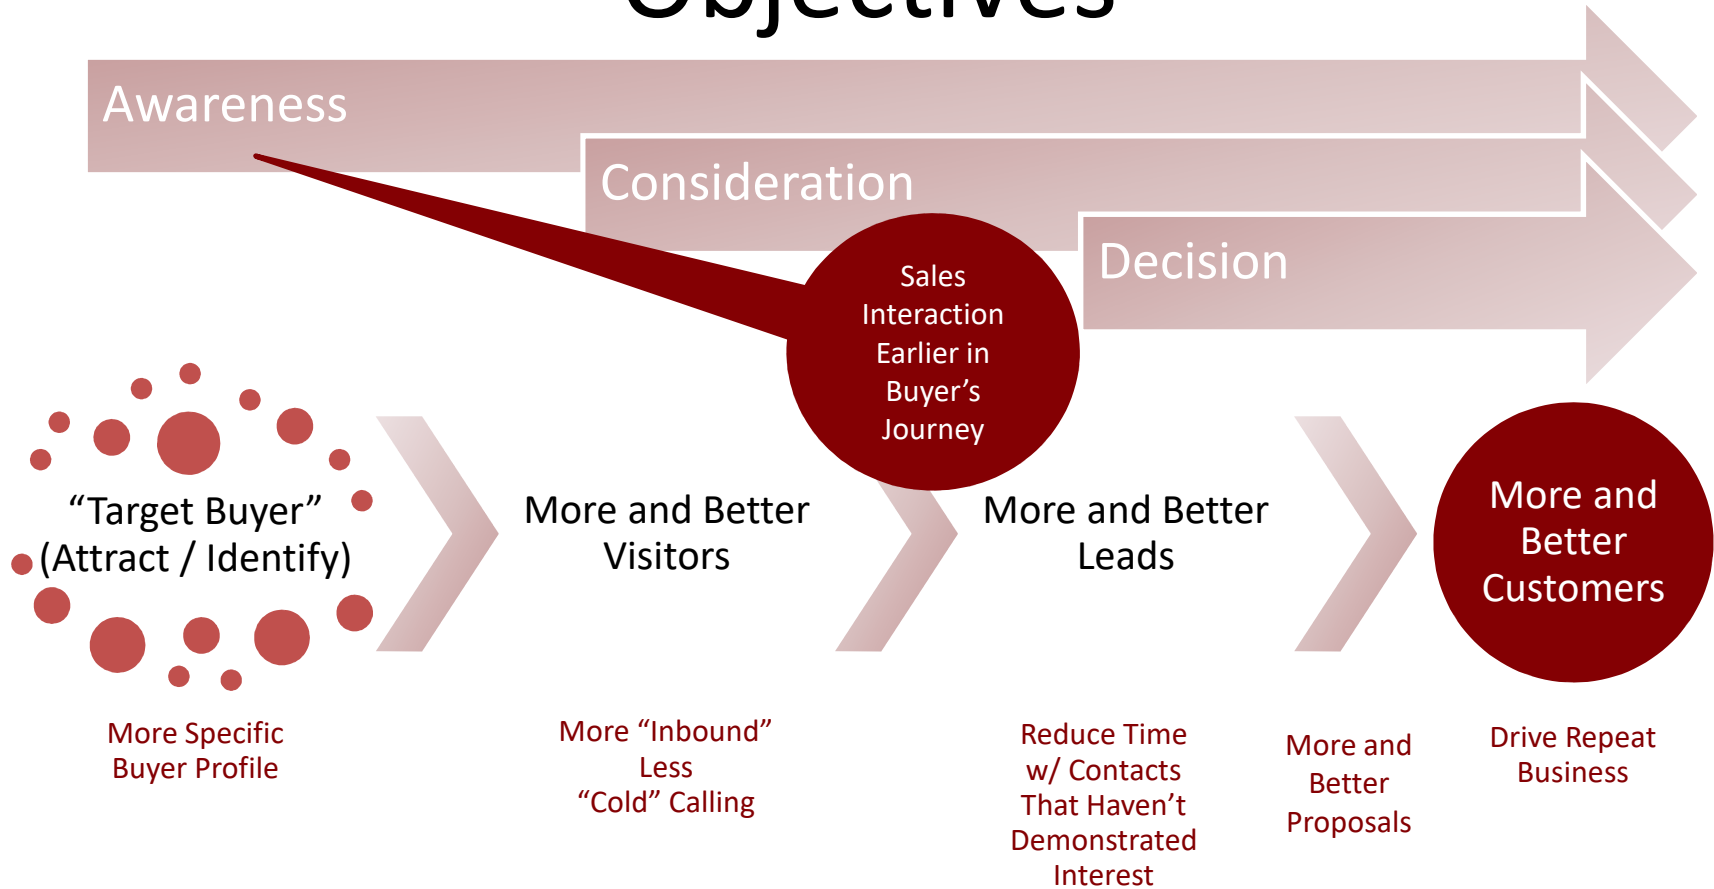 Objectives
Awareness
Consideration
Decision
Sales
Interaction
Earlier in
Buyer’s
Journey
“Target Buyer”
(Attract / Identify)
More and Better
Visitors
More and Better
Leads
More and
Better
Customers
More Specific
Buyer Profile
More “Inbound”
Less
“Cold” Calling
Reduce Time
w/ Contacts
That Haven’t
Demonstrated
Interest
More and
Better
Proposals
Drive Repeat
Business